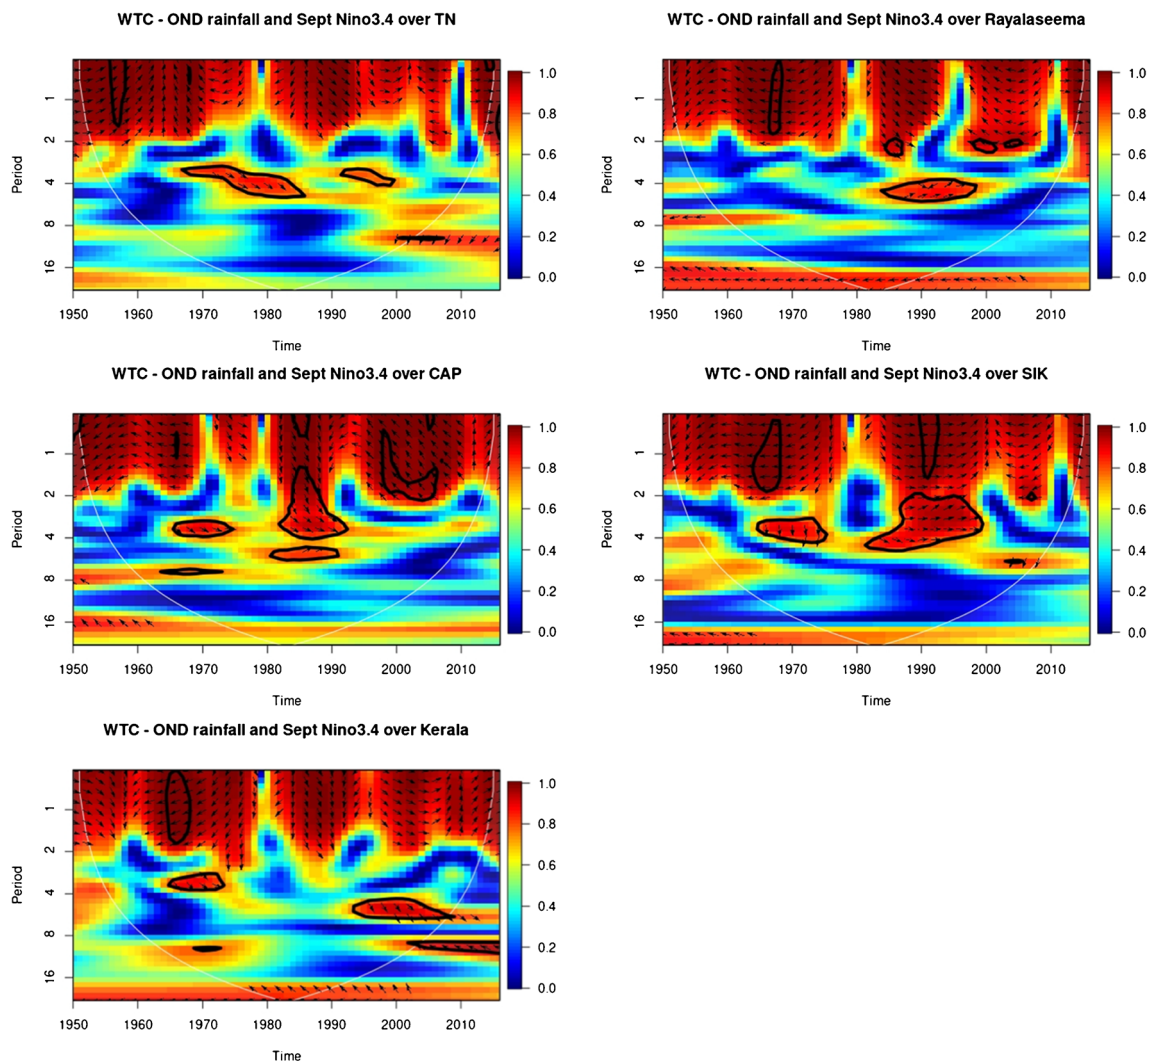 WTC - OND rainfall and Sept Nino3.4 over TN
Period
1
2
4
8
16
1.0
0.8
0.6
0.4
0.2
0.0
1950 1960 1970 1980 1990 2000 2010
Time
WTC - OND rainfall and Sept Nino3.4 over Rayalaseema
Period
1
2
4
8
16
1.0
0.8
0.6
0.4
0.2
0.0
1950 1960 1970 1980 1990 2000 2010
Time
WTC - OND rainfall and Sept Nino3.4 over CAP
Period
1
2
4
8
16
1.0
0.8
0.6
0.4
0.2
0.0
1950 1960 1970 1980 1990 2000 2010
Time
WTC - OND rainfall and Sept Nino3.4 over SIK
Period
1
2
4
8
16
1.0
0.8
0.6
0.4
0.2
0.0
1950 1960 1970 1980 1990 2000 2010
Time
WTC - OND rainfall and Sept Nino3.4 over Kerala
Period
1
2
4
8
16
1.0
0.8
0.6
0.4
0.2
0.0
1950 1960 1970 1980 1990 2000 2010
Time